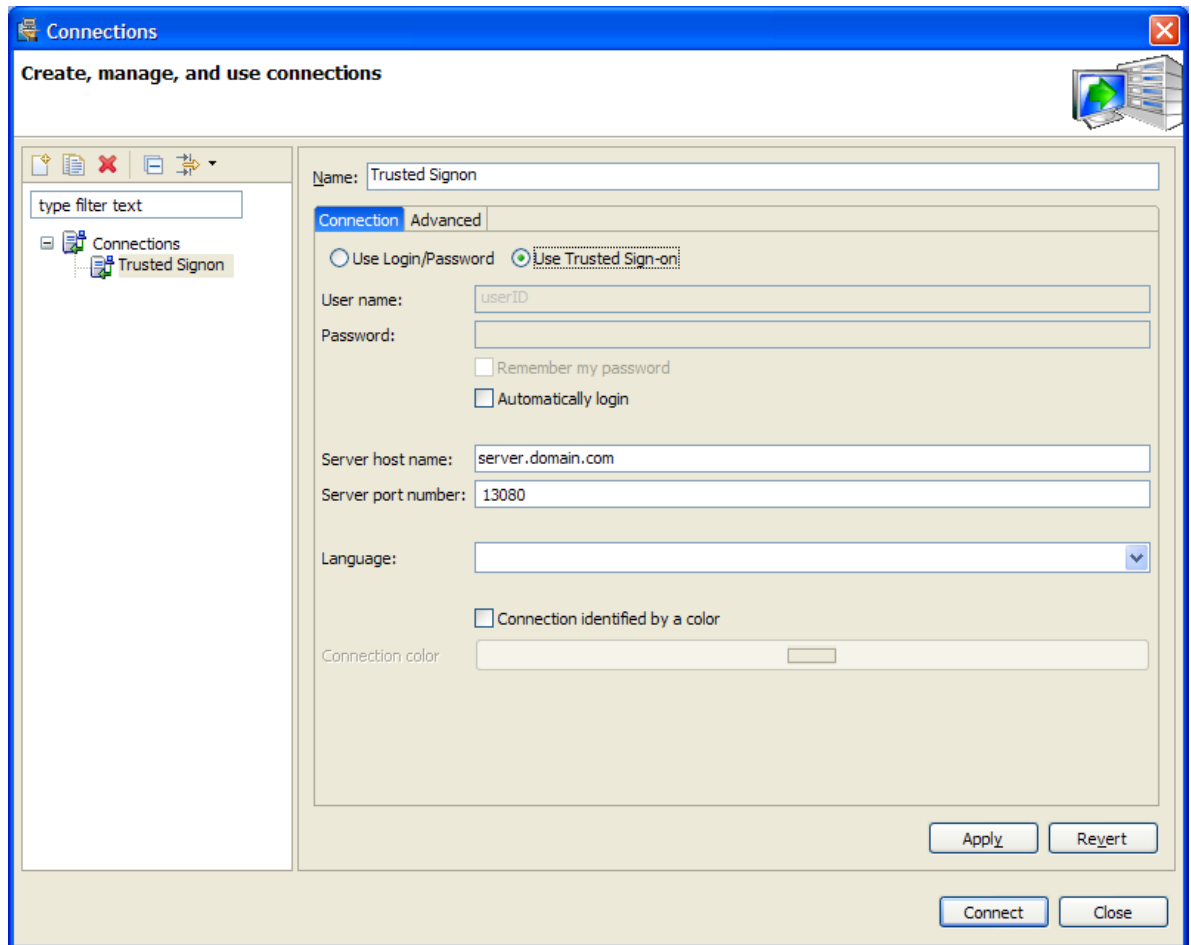 Connections
Create, manage, and use connections
type filter text
Connections
Trusted Signon
Name: Trusted Signon
Connection Advanced
Use Login/Password Use Trusted Sign-on
User name: userID
Password:
Remember my password
Automatically login
Server host name: server.domain.com
Server port number: 13080
Language:
Connection identified by a color
Connection color
Apply Revert
Connect Close